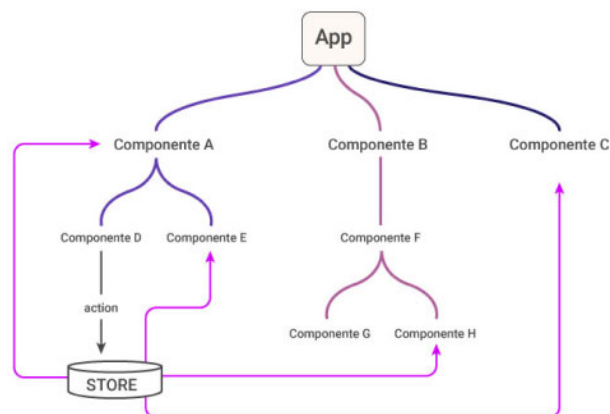 App
Componente A
Componente B
Componente C
Componente D
Componente E
Componente F
action
Componente G
Componente H
STORE